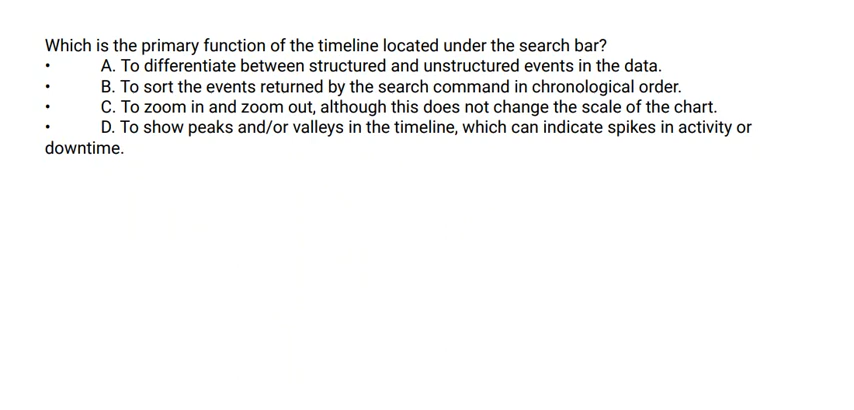 Which is the primary function of the timeline located under the search bar?
• A. To differentiate between structured and unstructured events in the data.
• B. To sort the events returned by the search command in chronological order.
• C. To zoom in and zoom out, although this does not change the scale of the chart.
• D. To show peaks and/or valleys in the timeline, which can indicate spikes in activity or
downtime.